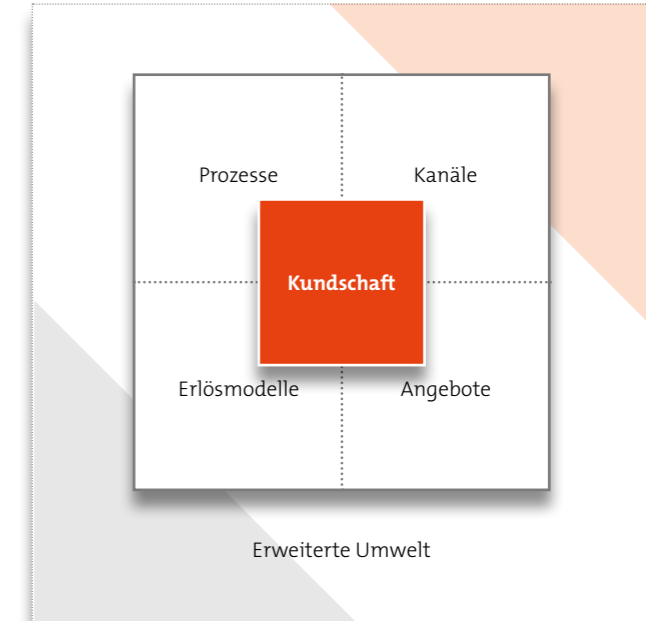 Prozesse
Kanäle
Kundschaft
Erlösmodelle
Angebote
Erweiterte Umwelt